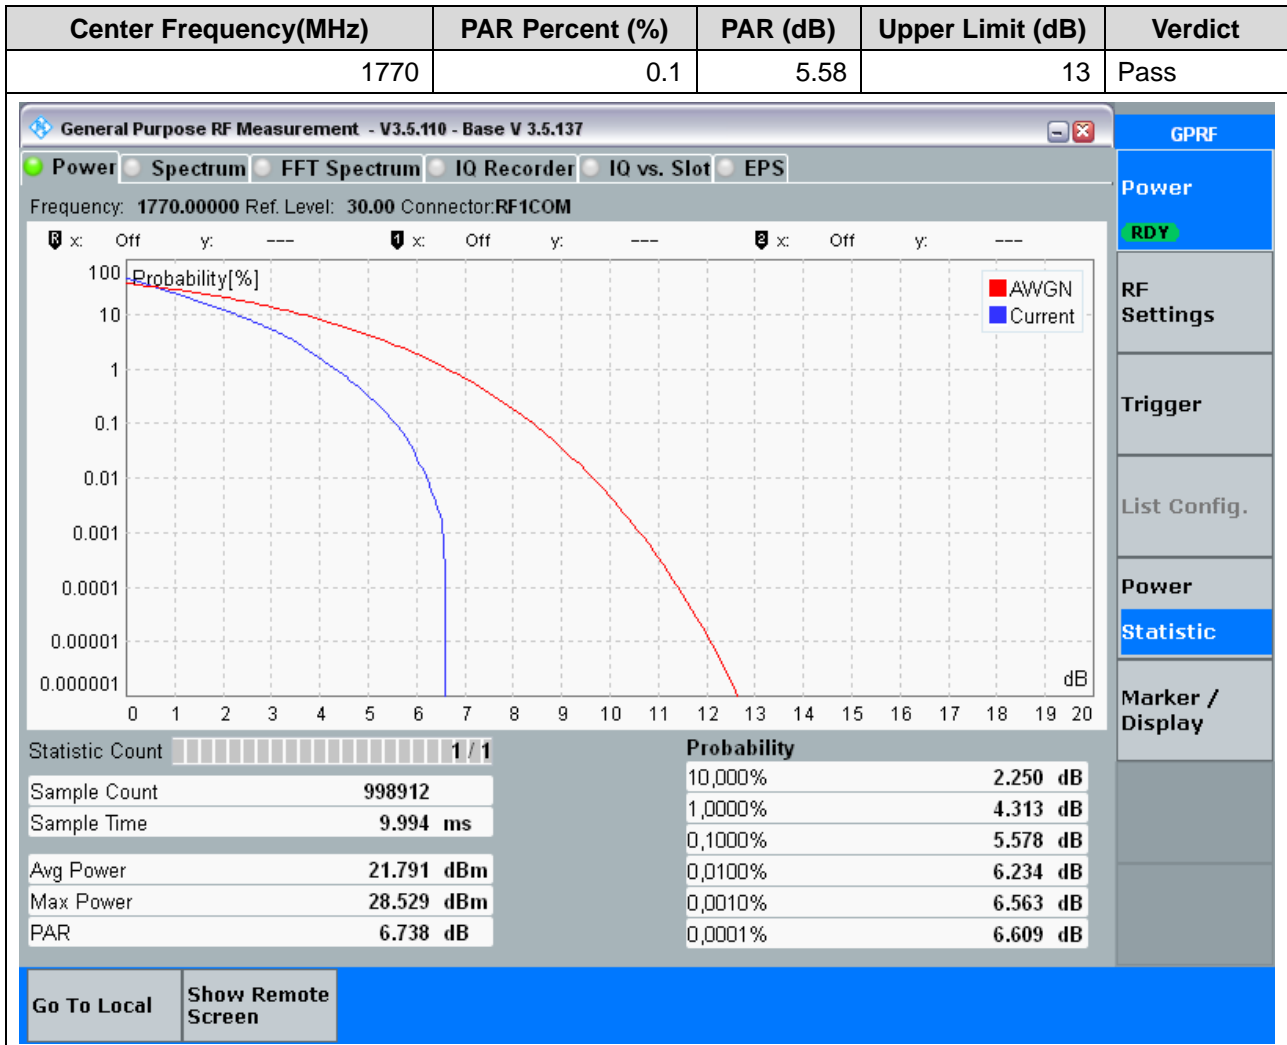 Center Frequency(MHz) PAR Percent (%) PAR (dB) Upper Limit (dB) Verdict
1770 0.1 5.58 13 Pass
General Purpose RF Measurement - V3.5.110 - Base V 3.5.137
GPRF
Power Spectrum FFT Spectrum IQ Recorder IQ vs. Slot EPS
Frequency: 1770.00000 Ref. Level: 30.00 Connector:RF1COM
R x: Off y: --- 1 x: Off y: --- 2 x: Off y: ---
Probability[%]
AWGN
Current
100
10
1
0.1
0.01
0.001
0.0001
0.00001
0.000001
dB
0 1 2 3 4 5 6 7 8 9 10 11 12 13 14 15 16 17 18 19 20
Statistic Count 1 / 1
Sample Count 998912
Sample Time 9.994 ms
Avg Power 21.791 dBm
Max Power 28.529 dBm
PAR 6.738 dB
Probability
10,000% 2.250 dB
1,0000% 4.313 dB
0,1000% 5.578 dB
0,0100% 6.234 dB
0,0010% 6.563 dB
0,0001% 6.609 dB
Power
RDY
RF
Settings
Trigger
List Config.
Power
Statistic
Marker /
Display
Go To Local
Show Remote
Screen